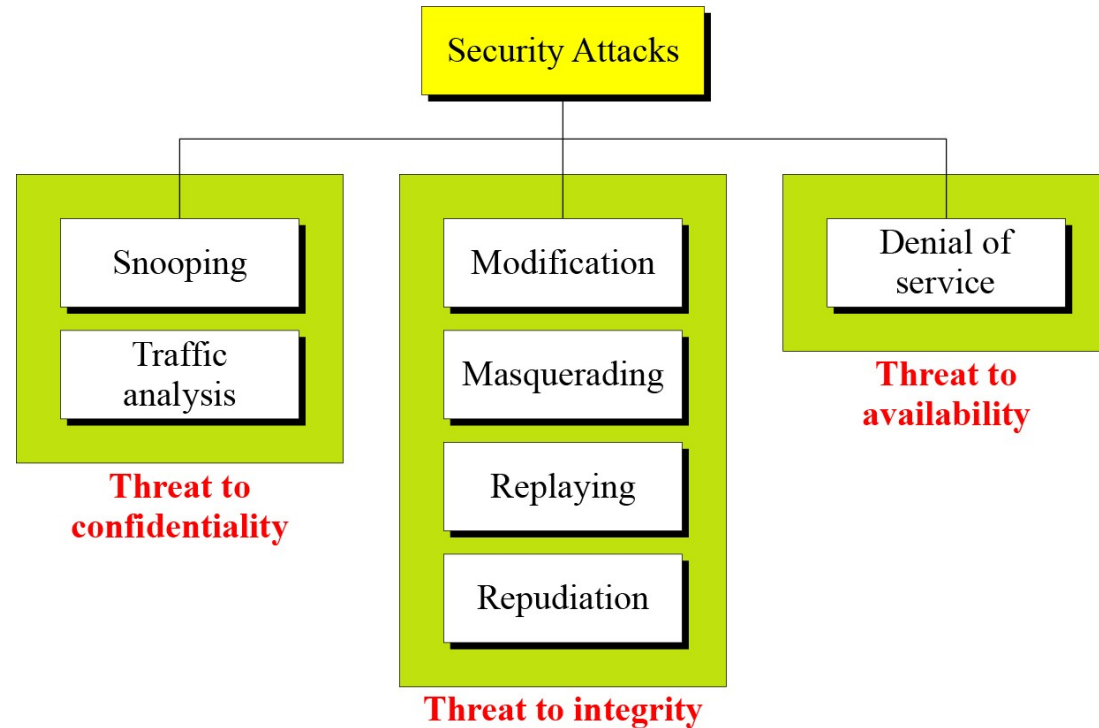 Security Attacks
Snooping
Traffic
analysis
Threat to
confidentiality
Modification
Masquerading
Replaying
Repudiation
Threat to integrity
Denial of
service
Threat to
availability